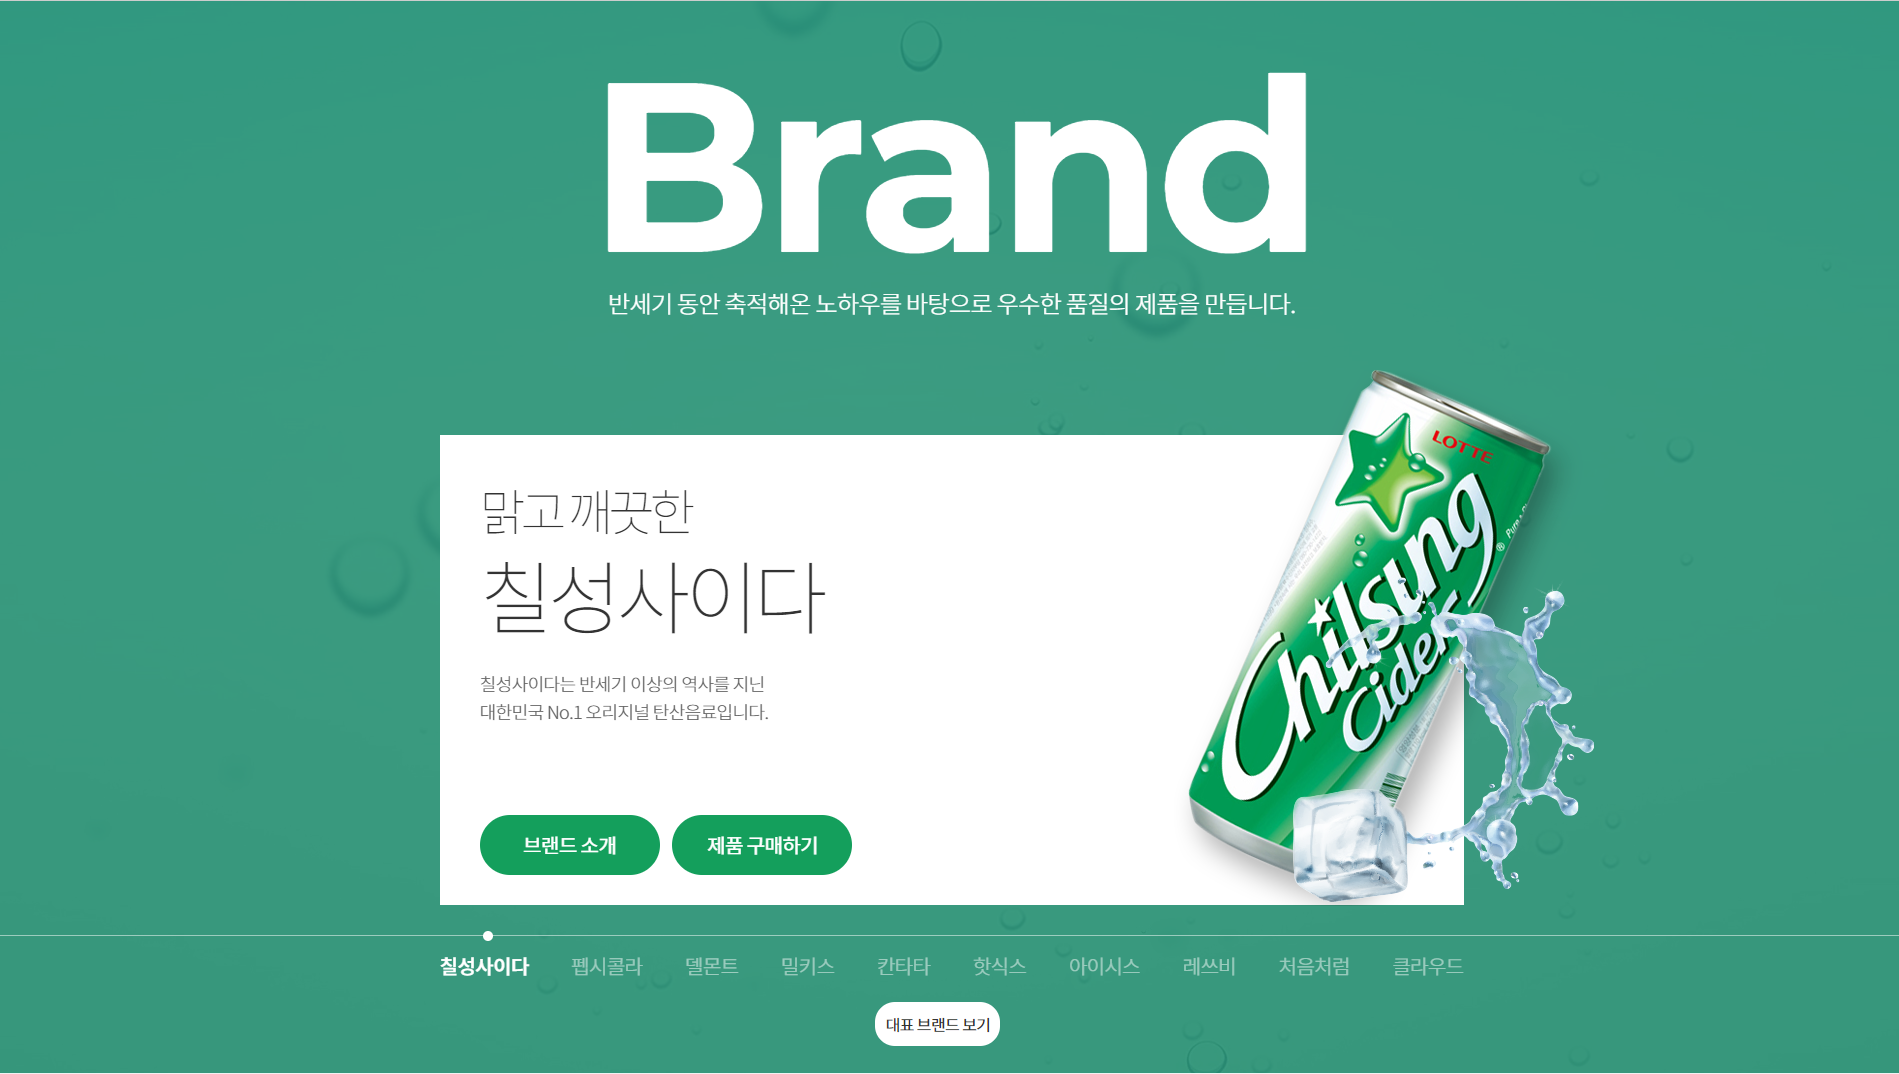 Brand
반세기 동안 축적해온 노하우를 바탕으로 우수한 품질의 제품을 만듭니다.
맑고 깨끗한
칠성사이다
칠성사이다는 반세기 이상의 역사를 지닌
대한민국 No.1 오리지널 탄산음료입니다.
브랜드 소개
제품 구매하기
LOTTE
Chilsung
Cider
칠성사이다
펩시콜라
델몬트
밀키스
칸타타
핫식스
아이시스
레쓰비
처음처럼
클라우드
대표 브랜드 보기